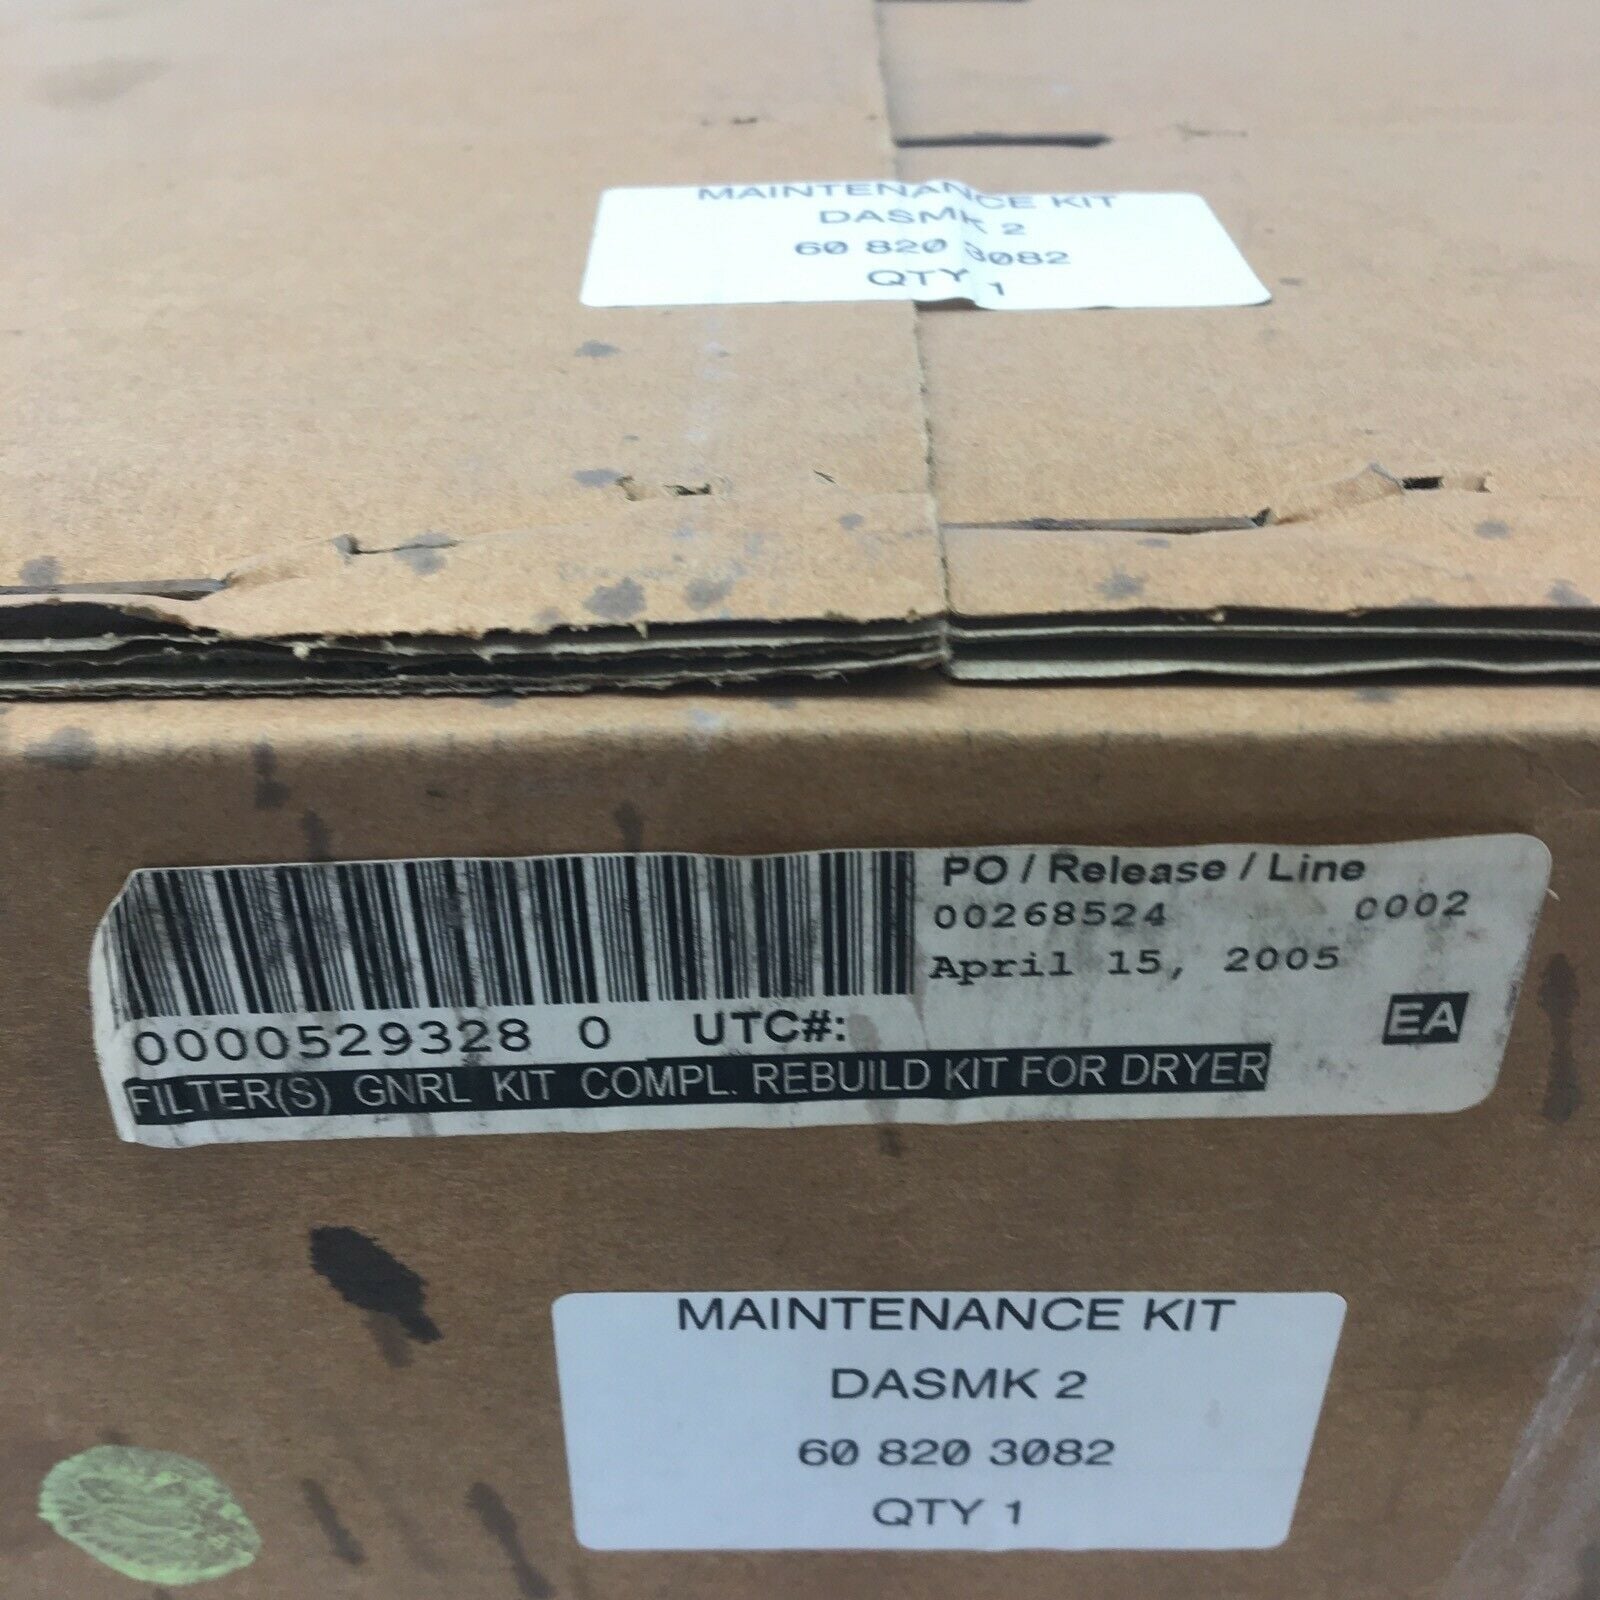 MAINTENANCE KIT
DASMK 2
60 820 3082
QTY 1
PO / Release / Line
00268524 0002
April 15, 2005
EA
0000529328 0 UTC#:
FILTER(S) GNRL KIT COMPL. REBUILD KIT FOR DRYER
MAINTENANCE KIT
DASMK 2
60 820 3082
QTY 1